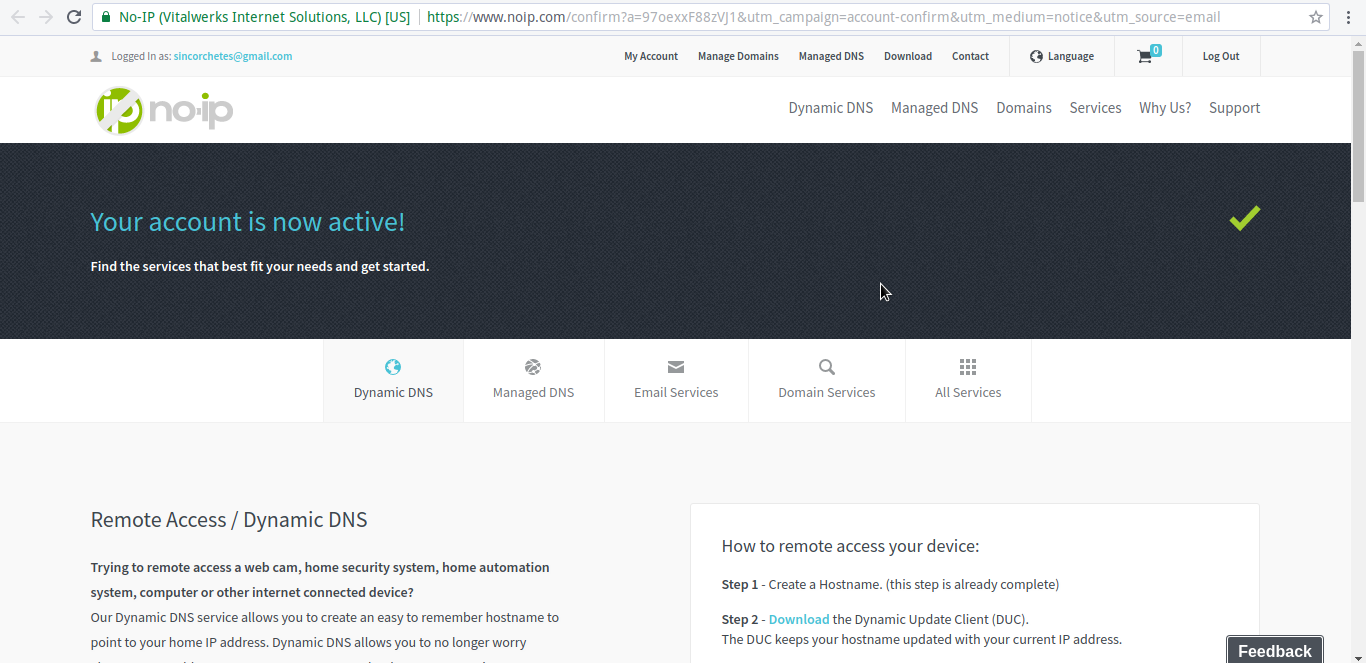 No-IP (Vitalwerks Internet Solutions, LLC) [US] https://www.noip.com/confirm?a=97oexxF88zVJ1&utm_campaign=account-confirm&utm_medium=notice&utm_source=email
Logged In as: sincorchetes@gmail.com My Account Manage Domains Managed DNS Download Contact Language 0 Log Out
no-ip Dynamic DNS Managed DNS Domains Services Why Us? Support
Your account is now active!
Find the services that best fit your needs and get started.
Dynamic DNS Managed DNS Email Services Domain Services All Services
Remote Access / Dynamic DNS
Trying to remote access a web cam, home security system, home automation
system, computer or other internet connected device?
Our Dynamic DNS service allows you to create an easy to remember hostname to
point to your home IP address. Dynamic DNS allows you to no longer worry
How to remote access your device:
Step 1 - Create a Hostname. (this step is already complete)
Step 2 - Download the Dynamic Update Client (DUC).
The DUC keeps your hostname updated with your current IP address.
Feedback